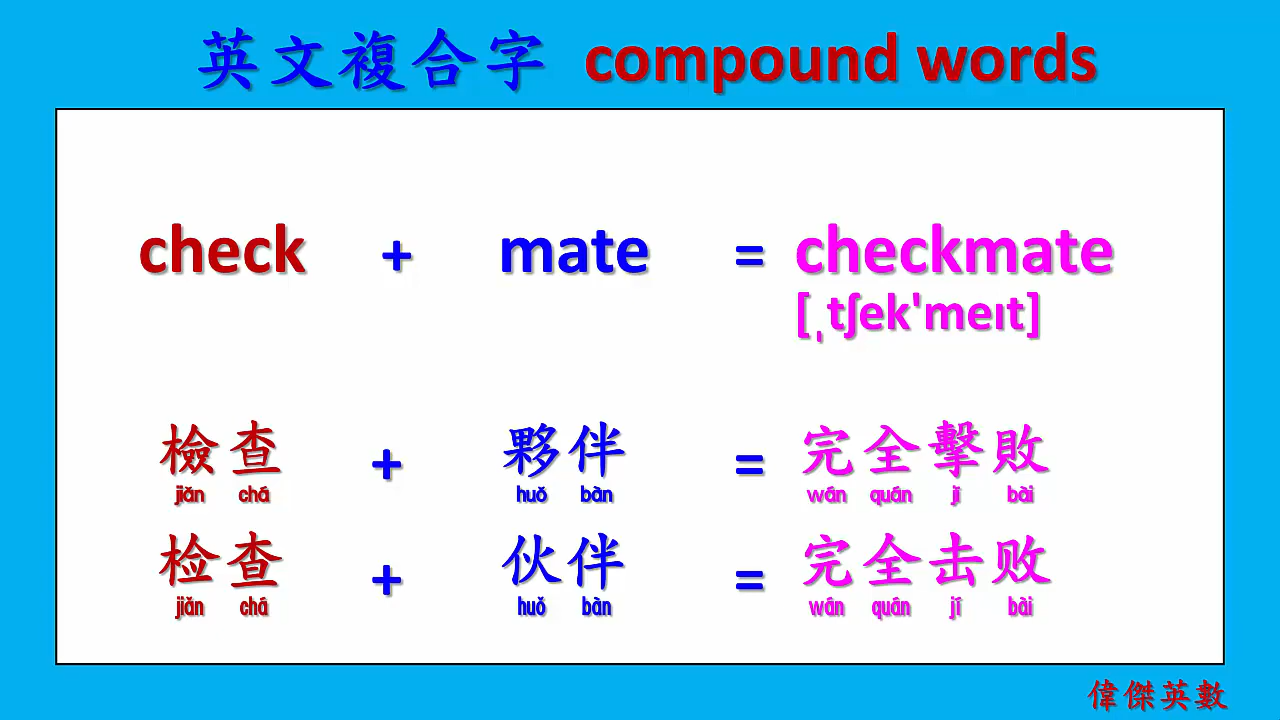 英文複合字 compound words
check + mate = checkmate
[ˌtʃek'meɪt]
檢查 + 夥伴 = 完全擊敗
jiǎn chá huǒ bàn wán quán jī bài
检查 + 伙伴 = 完全击败
jiǎn chá huǒ bàn wán quán jí bài
偉傑英數